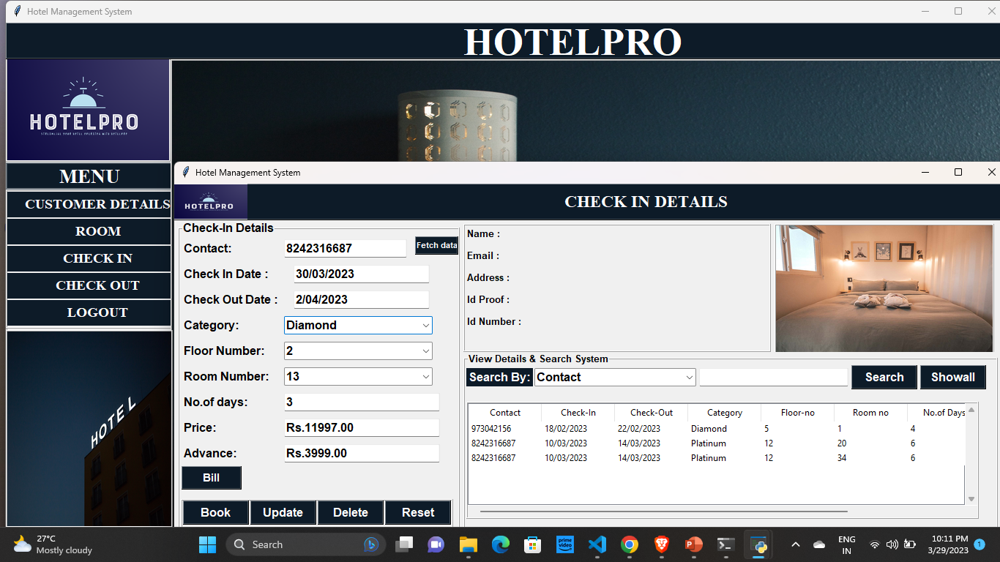 Hotel Management System
HOTELPRO
HOTELPRO
MENU
CUSTOMER DETAILS
ROOM
CHECK IN
CHECK OUT
LOGOUT
HOTEL
Hotel Management System
HOTELPRO
CHECK IN DETAILS
Check-In Details
Contact: 8242316687 Fetch data
Check In Date : 30/03/2023
Check Out Date : 2/04/2023
Category: Diamond
Floor Number: 2
Room Number: 13
No.of days: 3
Price: Rs.11997.00
Advance: Rs.3999.00
Bill
Book Update Delete Reset
Name :
Email :
Address :
Id Proof :
Id Number :
View Details & Search System
Search By: Contact Search Showall
Contact Check-In Check-Out Category Floor-no Room no No.of Days
973042156 18/02/2023 22/02/2023 Diamond 5 1 4
8242316687 10/03/2023 14/03/2023 Platinum 12 20 6
8242316687 10/03/2023 14/03/2023 Platinum 12 34 6
27°C
Mostly cloudy
Search
prime video
ENG
IN
10:11 PM
3/29/2023
1